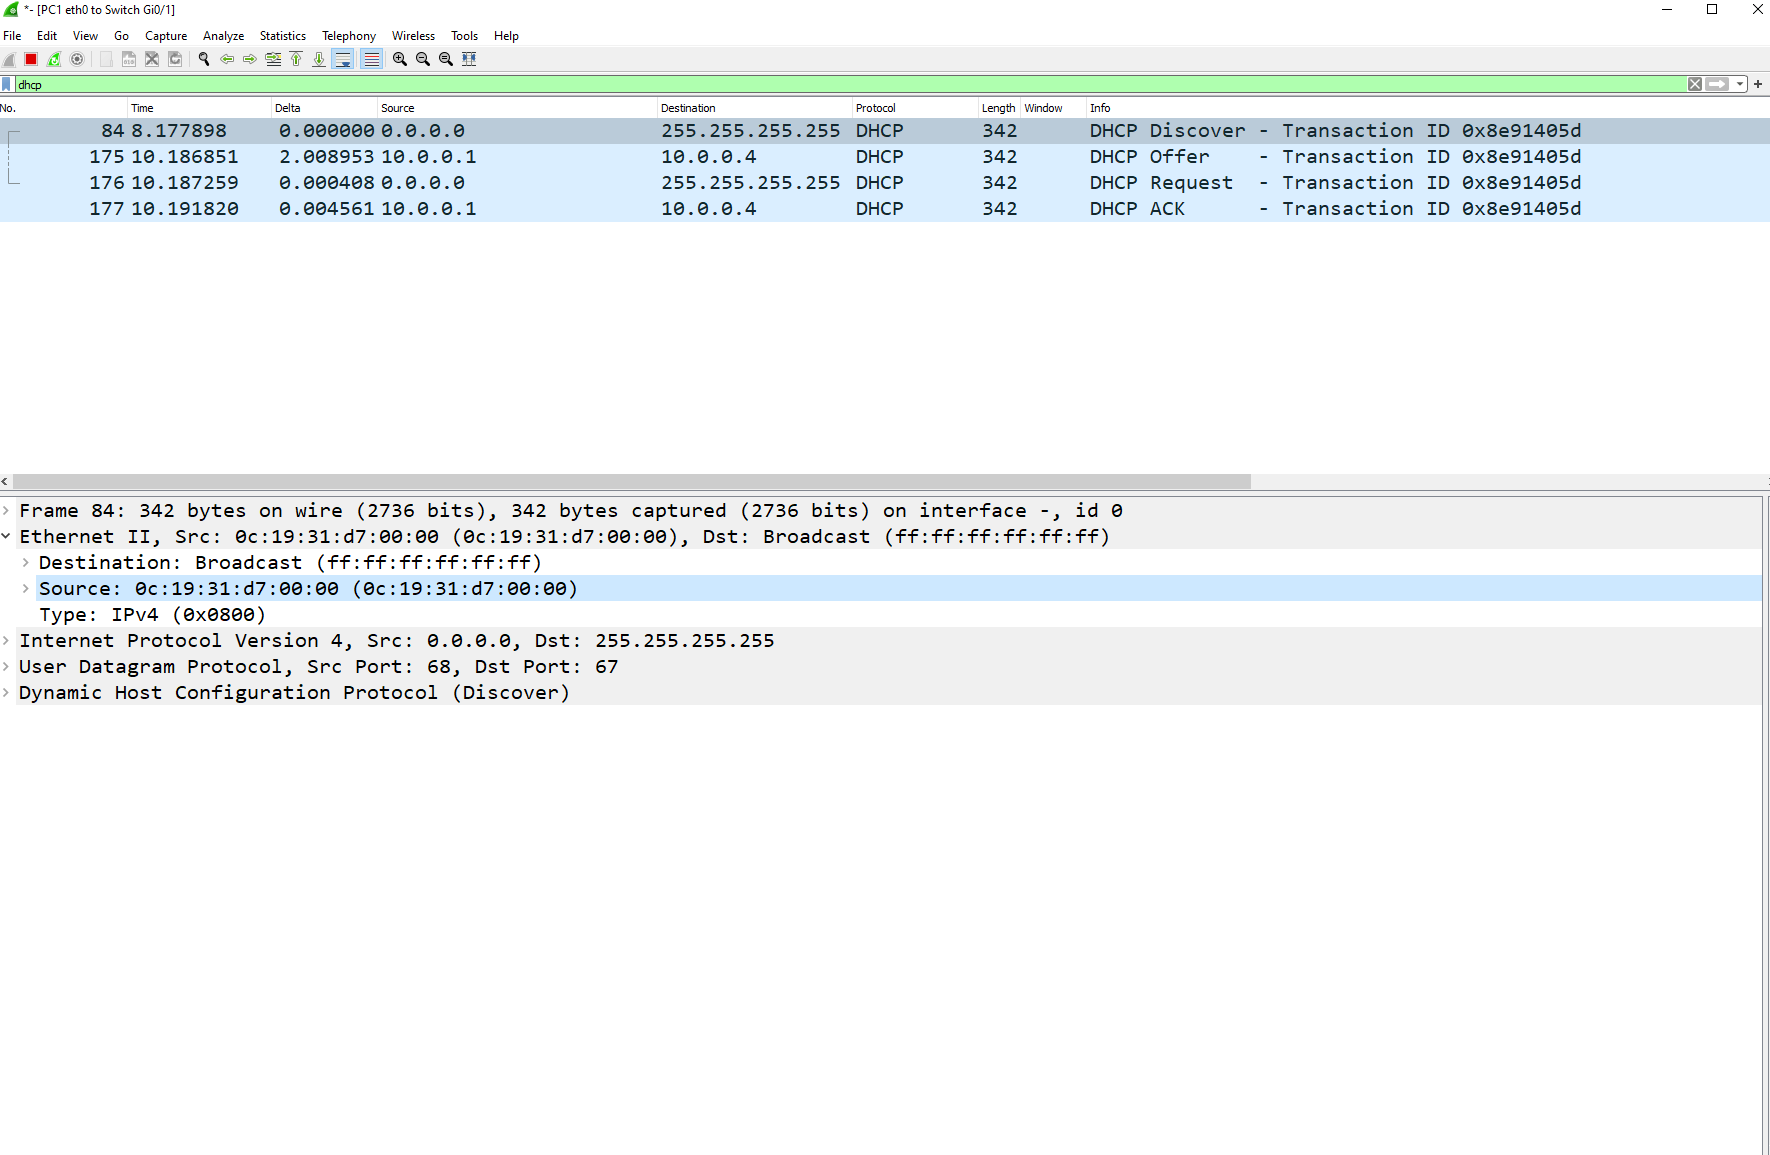 *- [PC1 eth0 to Switch Gi0/1]
File Edit View Go Capture Analyze Statistics Telephony Wireless Tools Help
dhcp
No. Time Delta Source Destination Protocol Length Window Info
84 8.177898 0.000000 0.0.0.0 255.255.255.255 DHCP 342 DHCP Discover - Transaction ID 0x8e91405d
175 10.186851 2.008953 10.0.0.1 10.0.0.4 DHCP 342 DHCP Offer - Transaction ID 0x8e91405d
176 10.187259 0.000408 0.0.0.0 255.255.255.255 DHCP 342 DHCP Request - Transaction ID 0x8e91405d
177 10.191820 0.004561 10.0.0.1 10.0.0.4 DHCP 342 DHCP ACK - Transaction ID 0x8e91405d
Frame 84: 342 bytes on wire (2736 bits), 342 bytes captured (2736 bits) on interface -, id 0
Ethernet II, Src: 0c:19:31:d7:00:00 (0c:19:31:d7:00:00), Dst: Broadcast (ff:ff:ff:ff:ff:ff)
Destination: Broadcast (ff:ff:ff:ff:ff:ff)
Source: 0c:19:31:d7:00:00 (0c:19:31:d7:00:00)
Type: IPv4 (0x0800)
Internet Protocol Version 4, Src: 0.0.0.0, Dst: 255.255.255.255
User Datagram Protocol, Src Port: 68, Dst Port: 67
Dynamic Host Configuration Protocol (Discover)